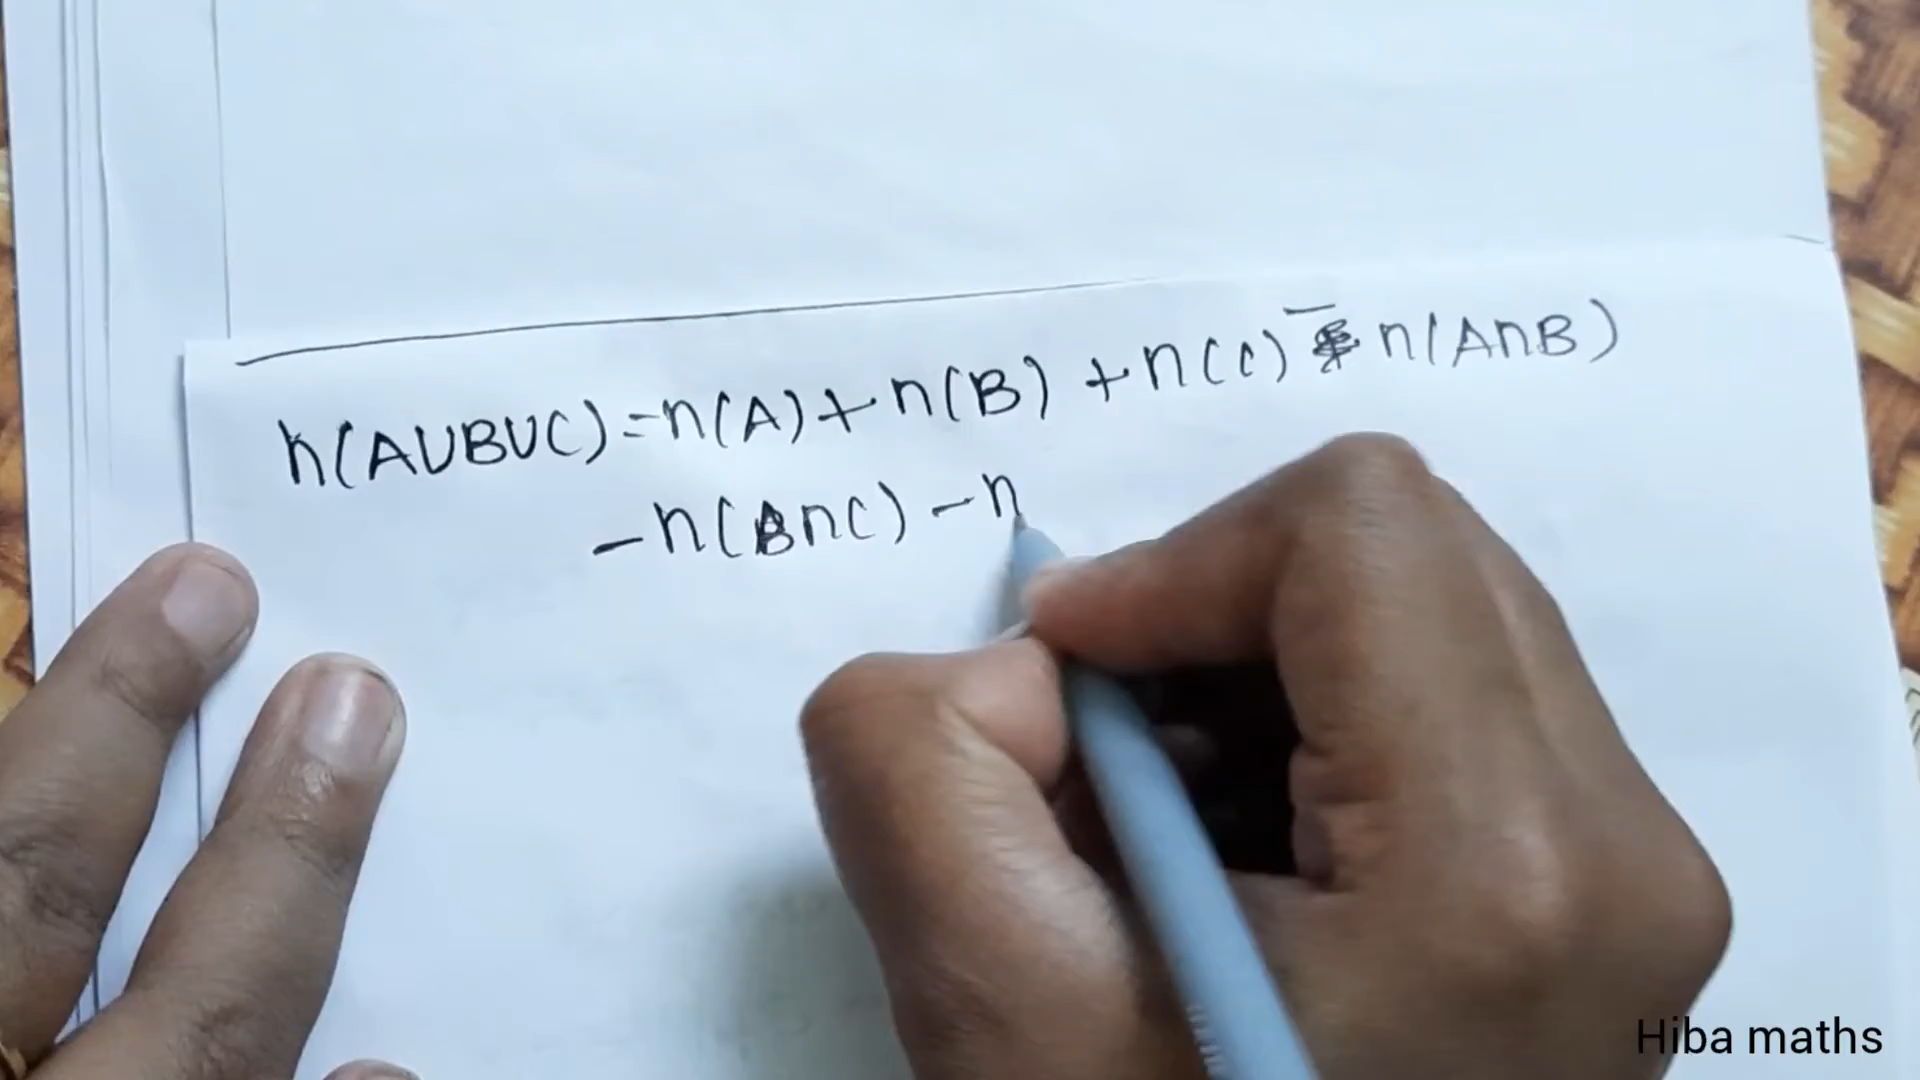 n(AUBUC)=n(A)+n(B)+n(C) - n(A∩B)
-n(B∩C) -n
Hiba maths